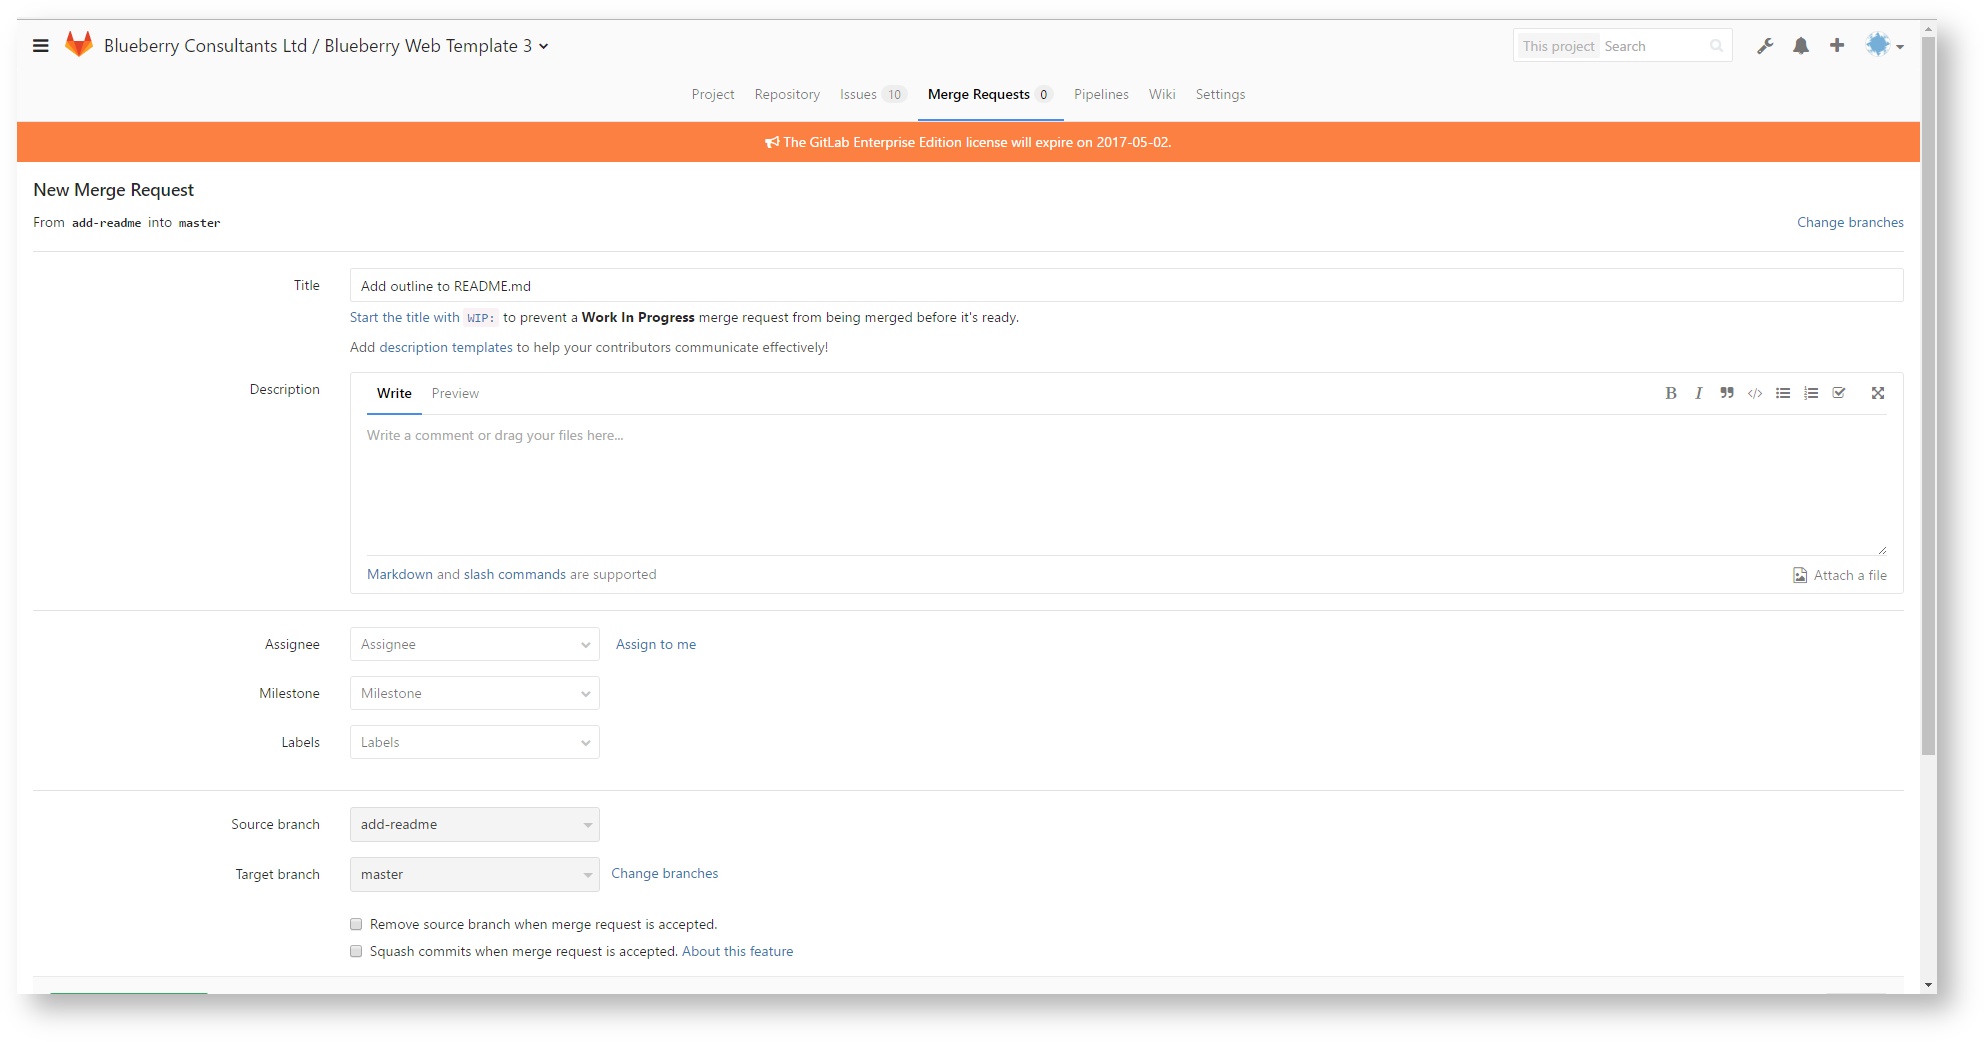 Blueberry Consultants Ltd / Blueberry Web Template 3
This project Search
Project Repository Issues 10 Merge Requests 0 Pipelines Wiki Settings
The GitLab Enterprise Edition license will expire on 2017-05-02.
New Merge Request
From add-readme into master
Change branches
Title
Add outline to README.md
Start the title with WIP: to prevent a Work In Progress merge request from being merged before it's ready.
Add description templates to help your contributors communicate effectively!
Description
Write Preview
B I
Write a comment or drag your files here...
Markdown and slash commands are supported
Attach a file
Assignee Assignee Assign to me
Milestone Milestone
Labels Labels
Source branch add-readme
Target branch master Change branches
Remove source branch when merge request is accepted.
Squash commits when merge request is accepted. About this feature